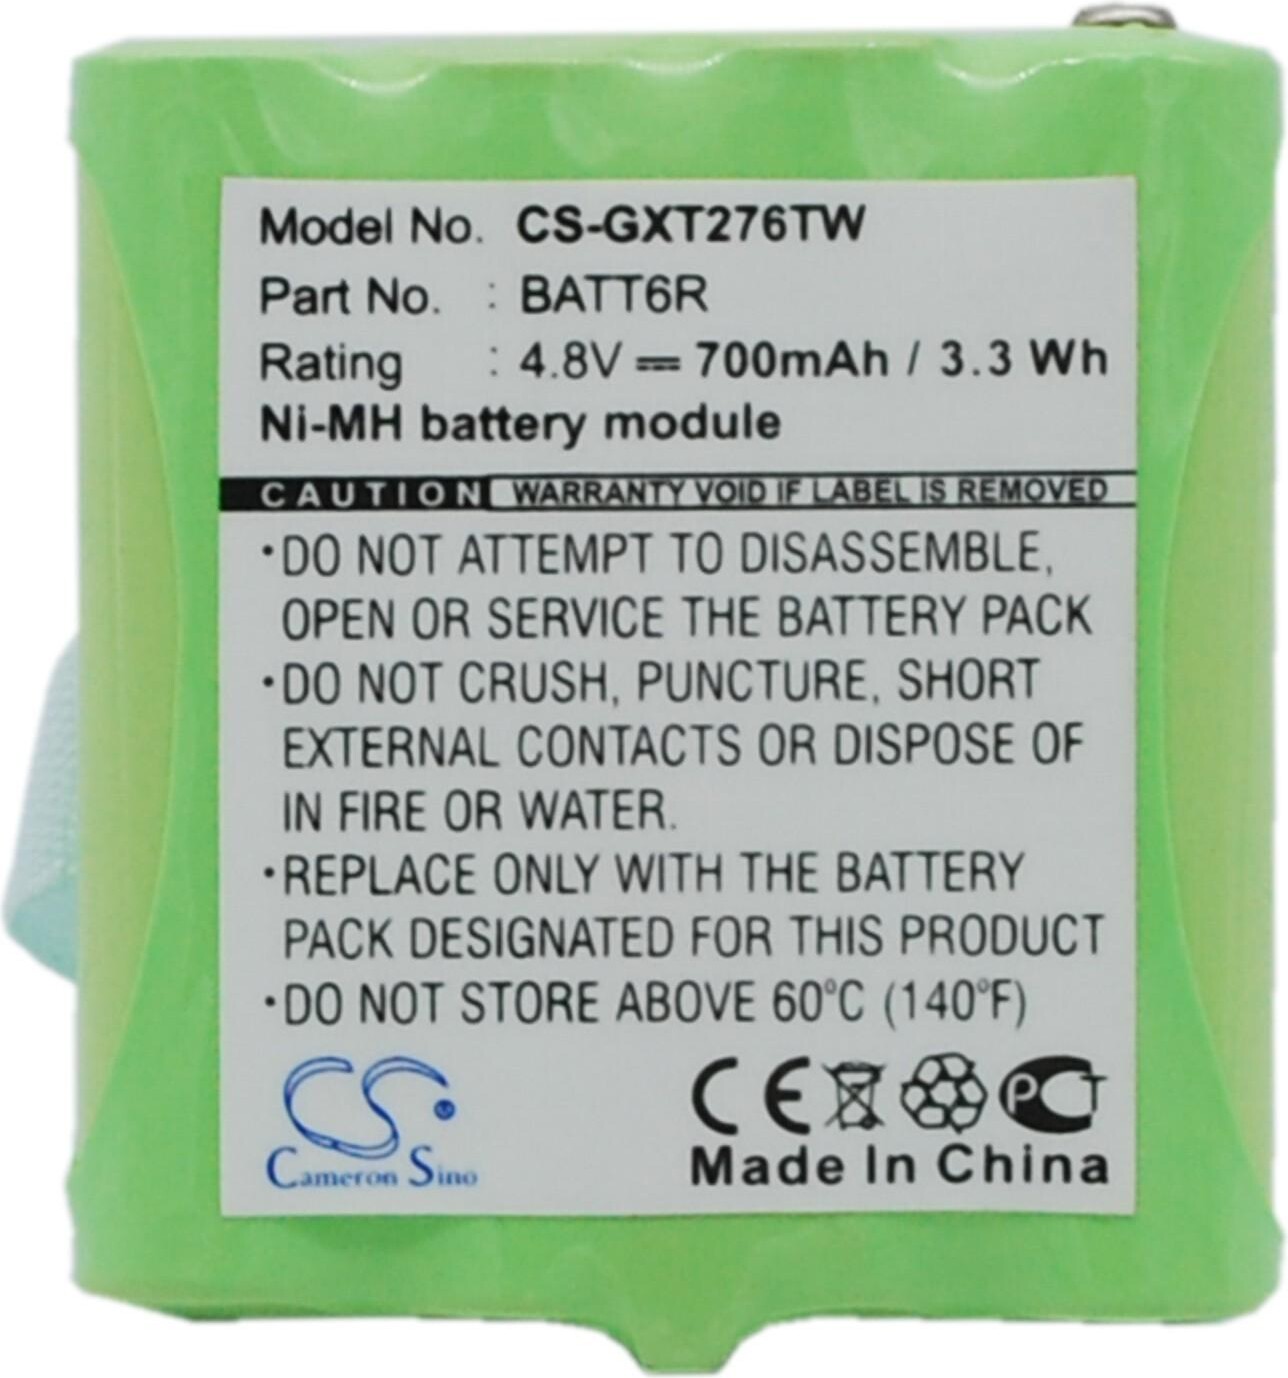 Model No. CS-GXT276TW
Part No. : BATT6R
Rating : 4.8V ⎓ 700mAh / 3.3 Wh
Ni-MH battery module
CAUTION WARRANTY VOID IF LABEL IS REMOVED
•DO NOT ATTEMPT TO DISASSEMBLE,
OPEN OR SERVICE THE BATTERY PACK
•DO NOT CRUSH, PUNCTURE, SHORT
EXTERNAL CONTACTS OR DISPOSE OF
IN FIRE OR WATER.
•REPLACE ONLY WITH THE BATTERY
PACK DESIGNATED FOR THIS PRODUCT
•DO NOT STORE ABOVE 60°C (140°F)
CS®
Cameron Sino
CE PCT
Made In China